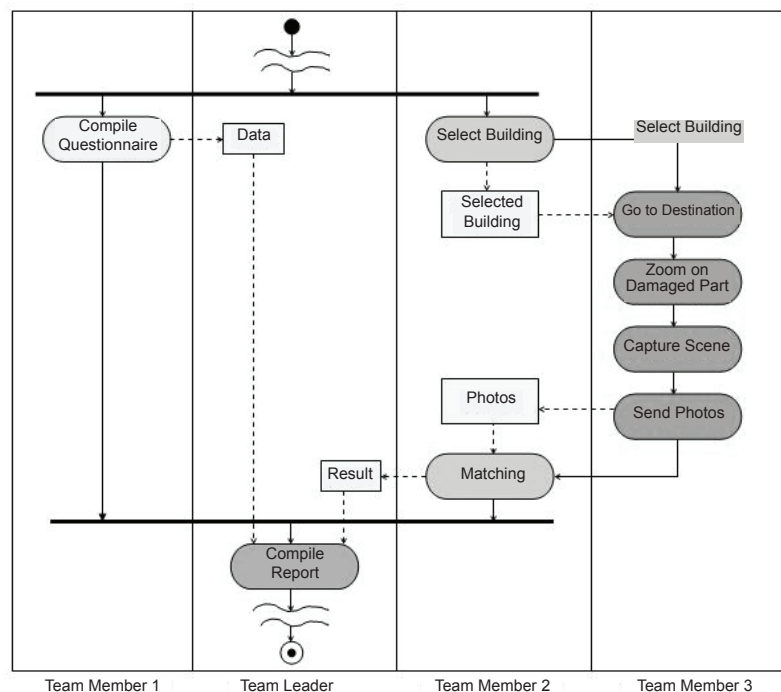 Compile
Questionnaire
Data
Select Building
Select Building
Selected
Building
Go to Destination
Zoom on
Damaged Part
Capture Scene
Photos
Send Photos
Result
Matching
Compile
Report
Team Member 1
Team Leader
Team Member 2
Team Member 3